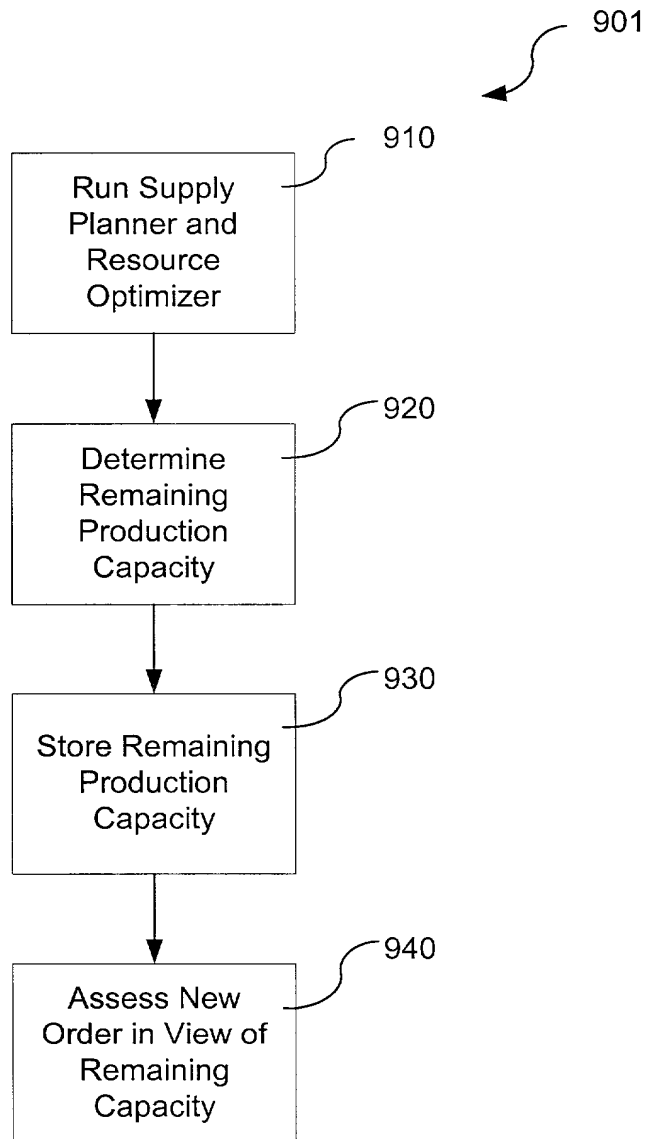 901
910
Run Supply
Planner and
Resource
Optimizer
920
Determine
Remaining
Production
Capacity
930
Store Remaining
Production
Capacity
940
Assess New
Order in View of
Remaining
Capacity